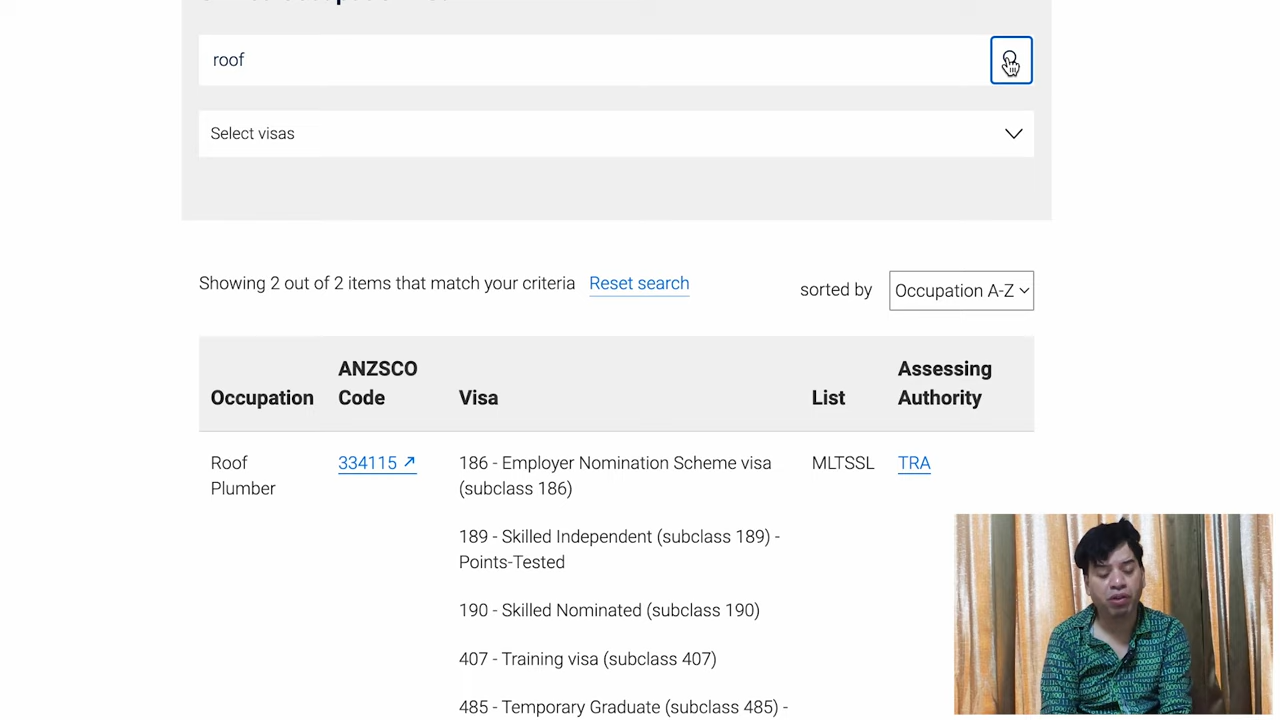 roof
Select visas
Showing 2 out of 2 items that match your criteria Reset search
sorted by Occupation A-Z
Occupation ANZSCO Code Visa List Assessing Authority
Roof Plumber 334115 186 - Employer Nomination Scheme visa (subclass 186) MLTSSL TRA
189 - Skilled Independent (subclass 189) -
Points-Tested
190 - Skilled Nominated (subclass 190)
407 - Training visa (subclass 407)
485 - Temporary Graduate (subclass 485) -